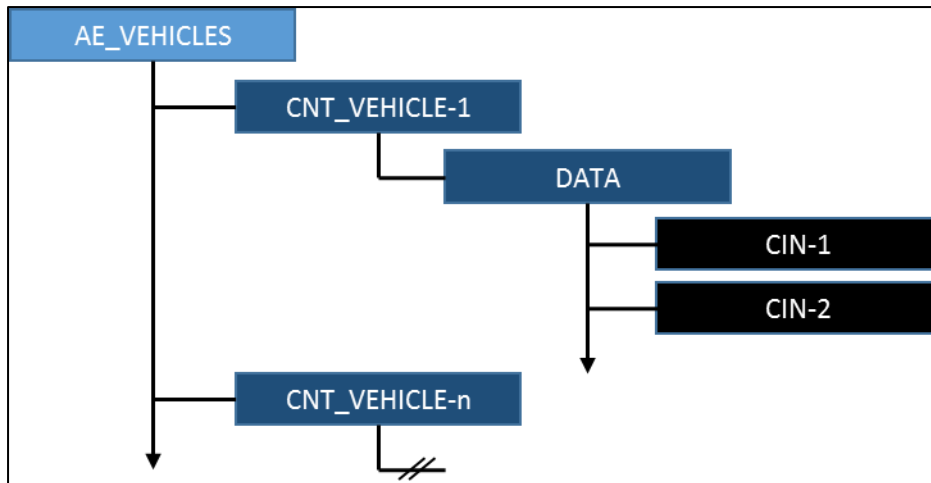 AE_VEHICLES
CNT_VEHICLE-1
DATA
CIN-1
CIN-2
CNT_VEHICLE-n